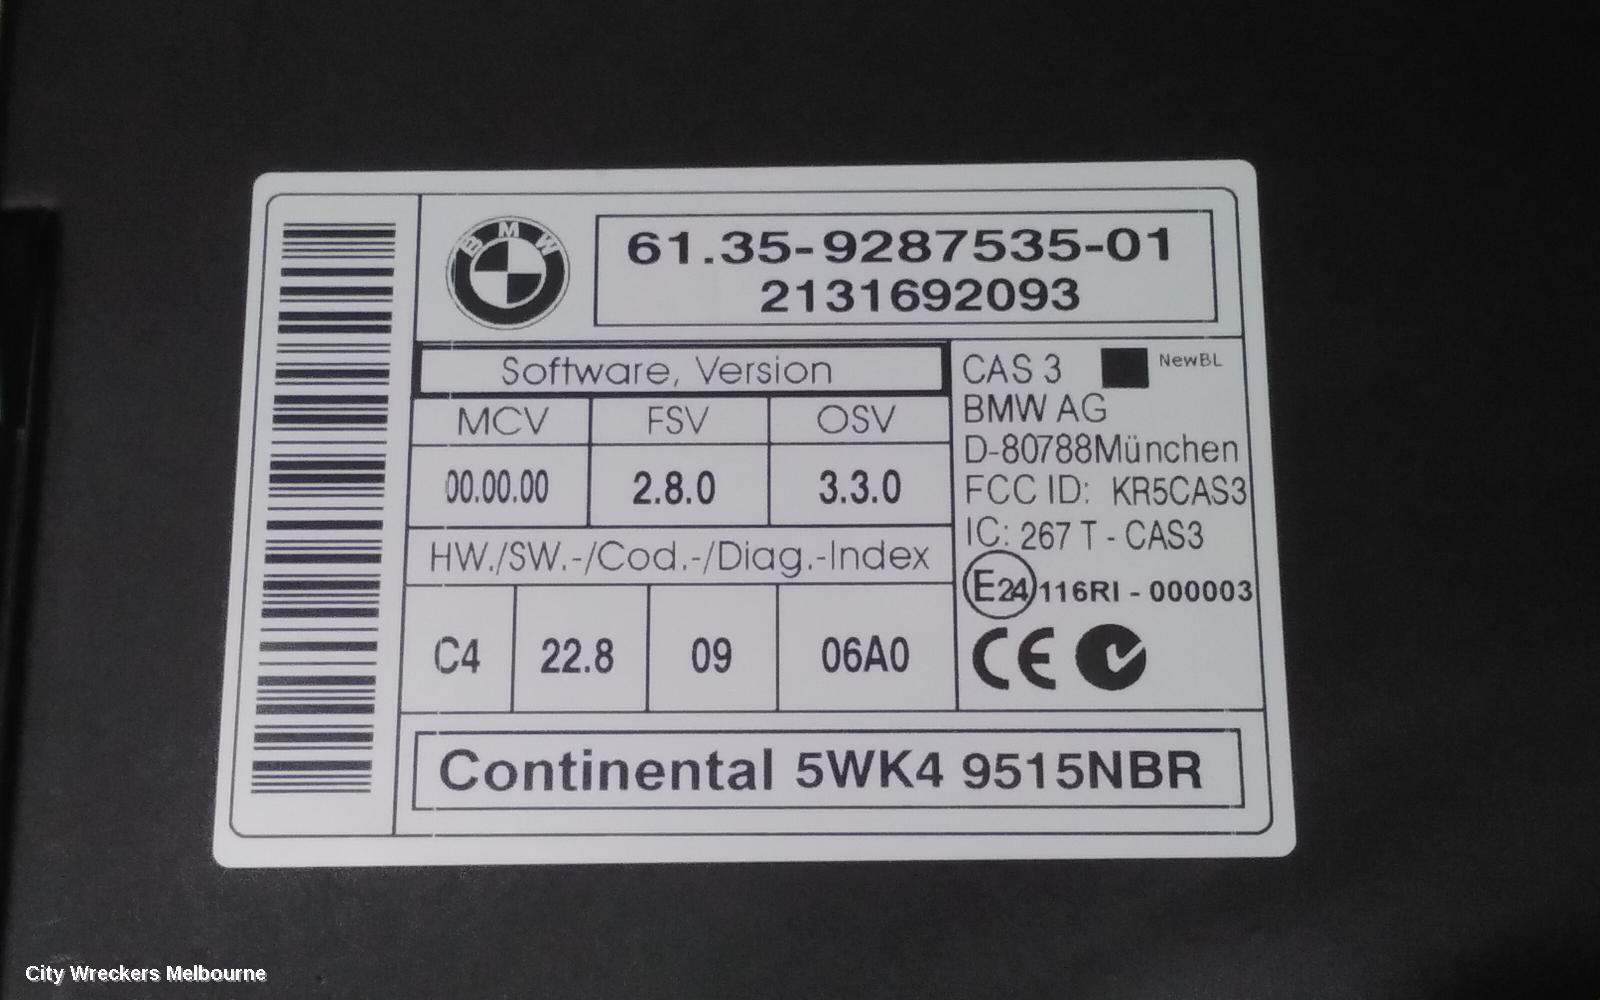 BMW
61.35-9287535-01
2131692093
Software, Version
MCV FSV OSV
00.00.00 2.8.0 3.3.0
HW./SW.-/Cod.-/Diag.-Index
C4 22.8 09 06A0
CAS 3 NewBL
BMW AG
D-80788München
FCC ID: KR5CAS3
IC: 267 T - CAS3
E24 116RI - 000003
CE
Continental 5WK4 9515NBR
City Wreckers Melbourne